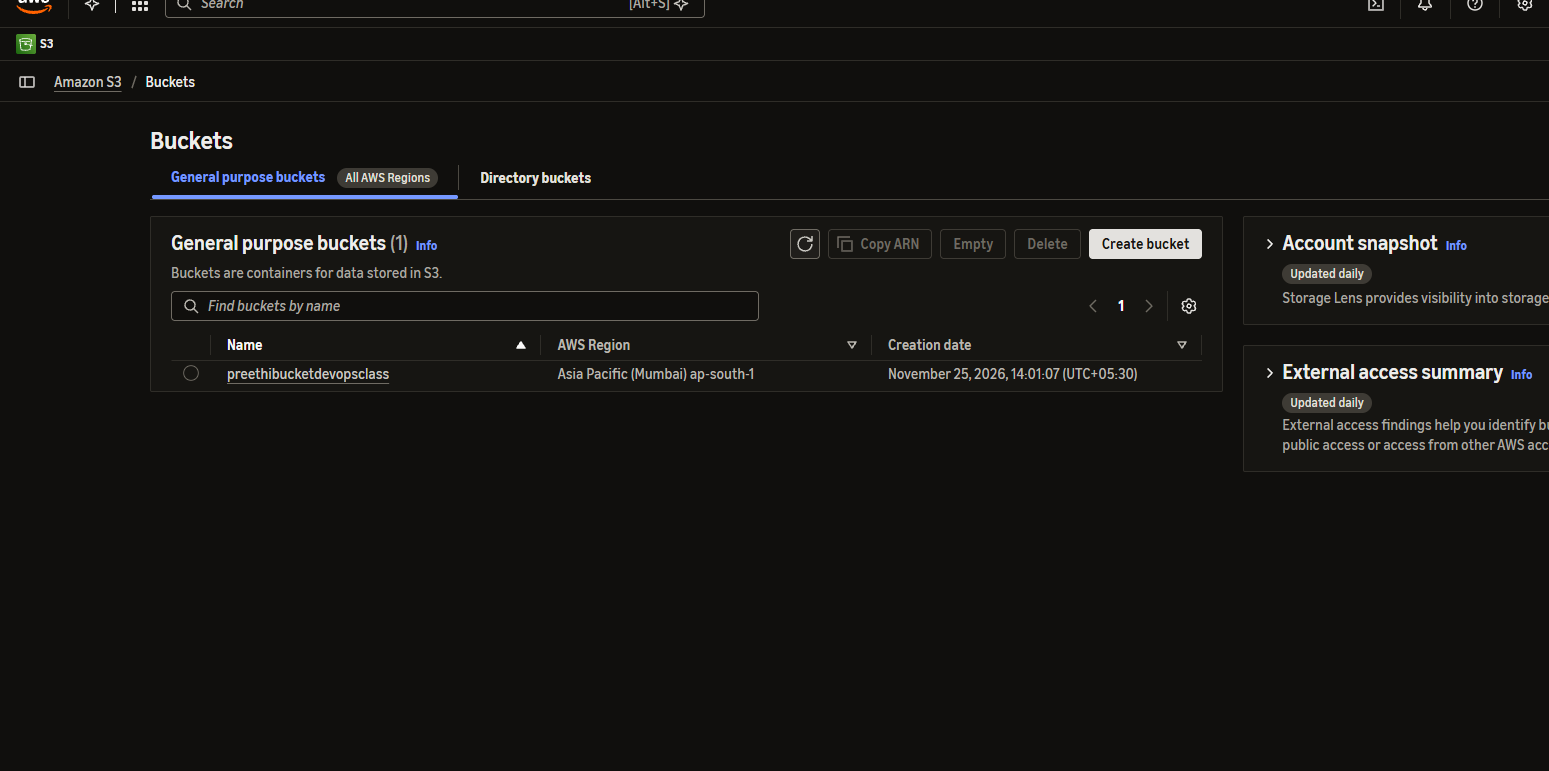 aws
Search [Alt+S]
S3
Amazon S3 / Buckets
Buckets
General purpose buckets All AWS Regions Directory buckets
General purpose buckets (1) Info
Copy ARN Empty Delete Create bucket
Buckets are containers for data stored in S3.
Find buckets by name
1
Name AWS Region Creation date
preethibucketdevopsclass Asia Pacific (Mumbai) ap-south-1 November 25, 2026, 14:01:07 (UTC+05:30)
Account snapshot Info
Updated daily
Storage Lens provides visibility into storage
External access summary Info
Updated daily
External access findings help you identify bu
public access or access from other AWS acc